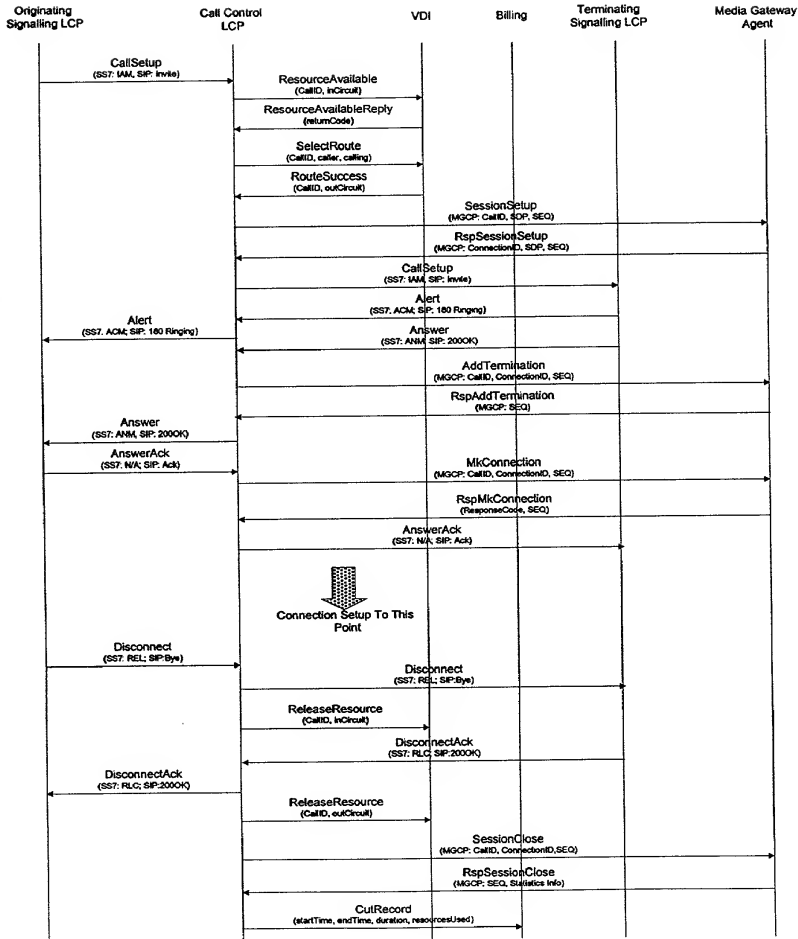 Originating
Signalling LCP
Call Control
LCP
VDI
Billing
Terminating
Signalling LCP
Media Gateway
Agent
CallSetup
(SS7: IAM, SIP: Invite)
ResourceAvailable
(CallID, inCircuit)
ResourceAvailableReply
(returnCode)
SelectRoute
(CallID, caller, calling)
RouteSuccess
(CallID, outCircuit)
SessionSetup
(MGCP: CallID, SDP, SEQ)
RspSessionSetup
(MGCP: ConnectionID, SDP, SEQ)
CallSetup
(SS7: IAM, SIP: Invite)
Alert
(SS7: ACM; SIP: 180 Ringing)
Alert
(SS7: ACM; SIP: 180 Ringing)
Answer
(SS7: ANM, SIP: 200OK)
AddTermination
(MGCP: CallID, ConnectionID, SEQ)
RspAddTermination
(MGCP: SEQ)
Answer
(SS7: ANM, SIP: 200OK)
AnswerAck
(SS7: N/A; SIP: Ack)
MkConnection
(MGCP: CallID, ConnectionID, SEQ)
RspMkConnection
(ResponseCode, SEQ)
AnswerAck
(SS7: N/A; SIP: Ack)
Connection Setup To This
Point
Disconnect
(SS7: REL; SIP:Bye)
Disconnect
(SS7: REL; SIP:Bye)
ReleaseResource
(CallID, inCircuit)
DisconnectAck
(SS7: RLC; SIP:200OK)
DisconnectAck
(SS7: RLC; SIP:200OK)
ReleaseResource
(CallID, outCircuit)
SessionClose
(MGCP: CallID, ConnectionID,SEQ)
RspSessionClose
(MGCP: SEQ, Statistics Info)
CutRecord
(startTime, endTime, duration, resourcesUsed)